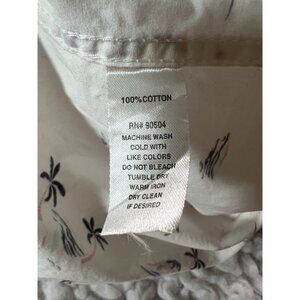 100%COTTON
RN# 90504
MACHINE WASH
COLD WITH
LIKE COLORS
DO NOT BLEACH
TUMBLE DRY
WARM IRON
DRY CLEAN
IF DESIRED